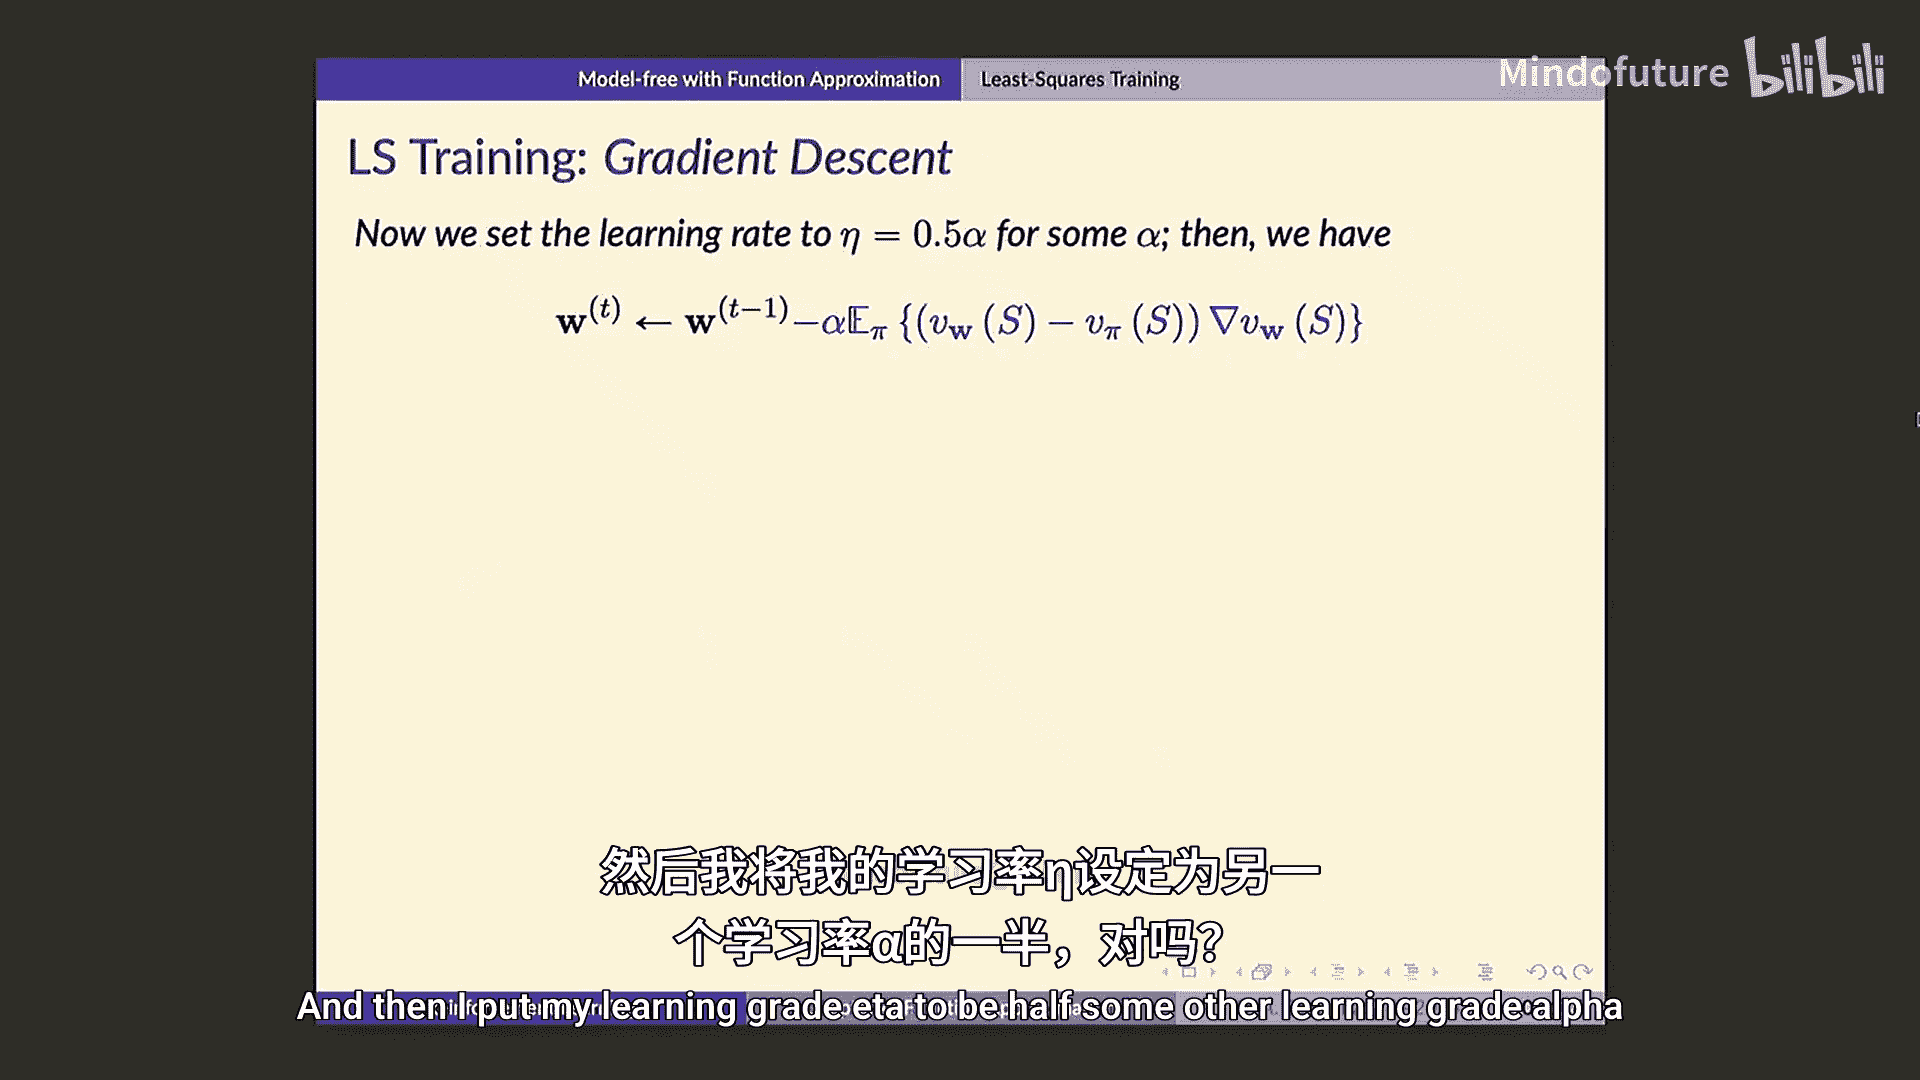 Model-free with Function Approximation
Least-Squares Training
Mindofuture bilibili
LS Training: Gradient Descent
Now we set the learning rate to η = 0.5α for some α; then, we have
w^(t) ← w^(t−1) − α𝔼_π {(v_w (S) − v_π (S)) ∇v_w (S)}
然后我将我的学习率η设定为另一
个学习率α的一半，对吗？
And then I put my learning grade eta to be half some other learning grade alpha